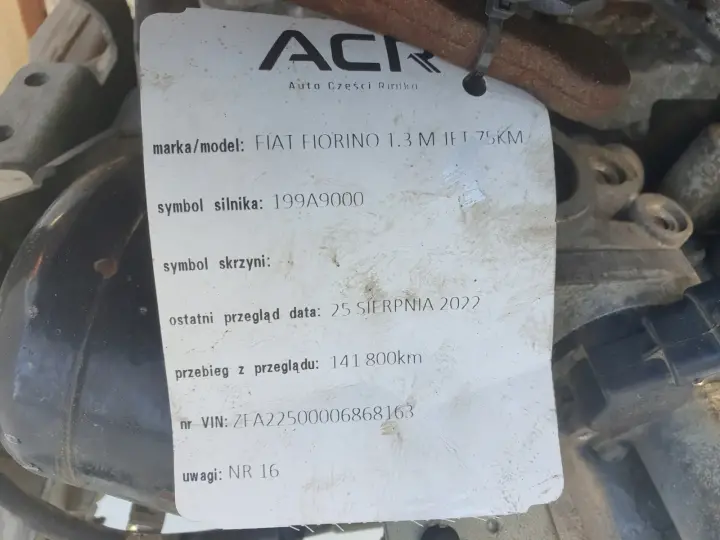 ACR
Auto Części Rudko
marka/model: FIAT FIORINO 1.3 M JET 75KM
symbol silnika: 199A9000
symbol skrzyni:
ostatni przegląd data: 25 SIERPNIA 2022
przebieg z przeglądu: 141 800km
nr VIN: ZFA22500006868163
uwagi: NR 16